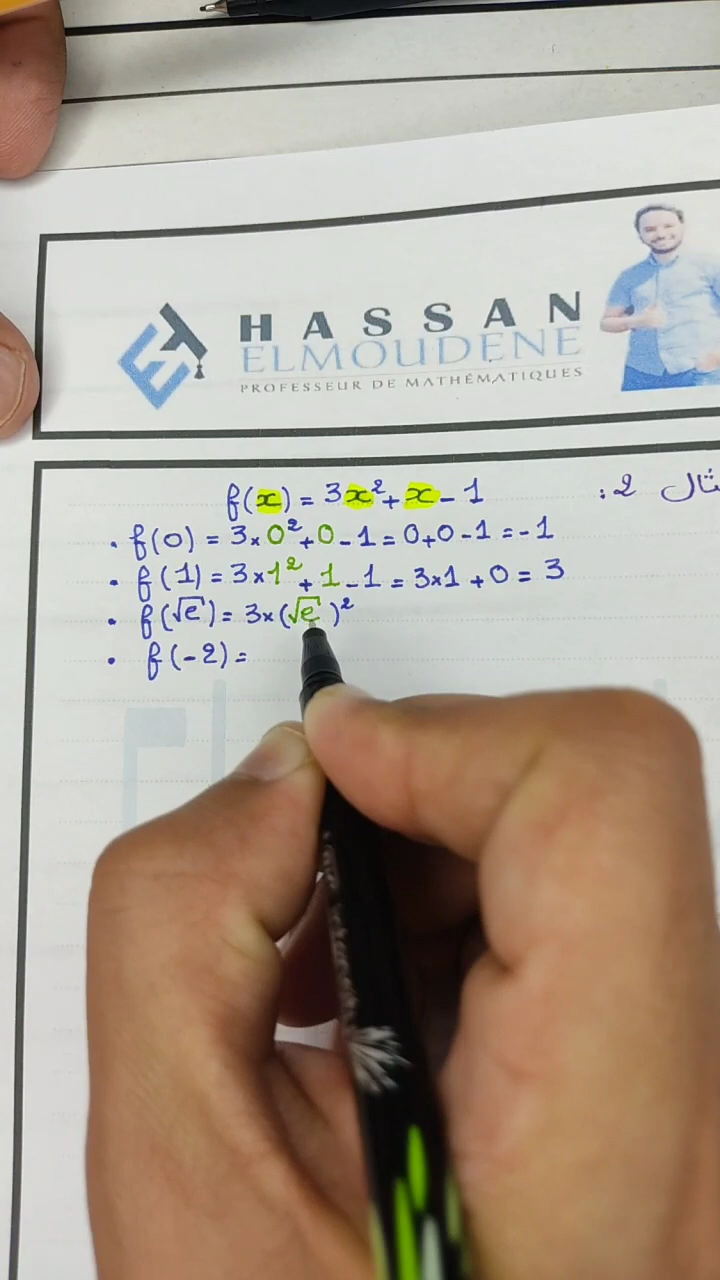 HASSAN
ELMOUDENE
PROFESSEUR DE MATHÉMATIQUES
f(x) = 3x² + x - 1
: 2 مثال
• f(0) = 3×0² + 0 - 1 = 0+0-1 = -1
• f(1) = 3×1² + 1 - 1 = 3×1 + 0 = 3
• f(√e) = 3×(√e)²
• f(-2) =